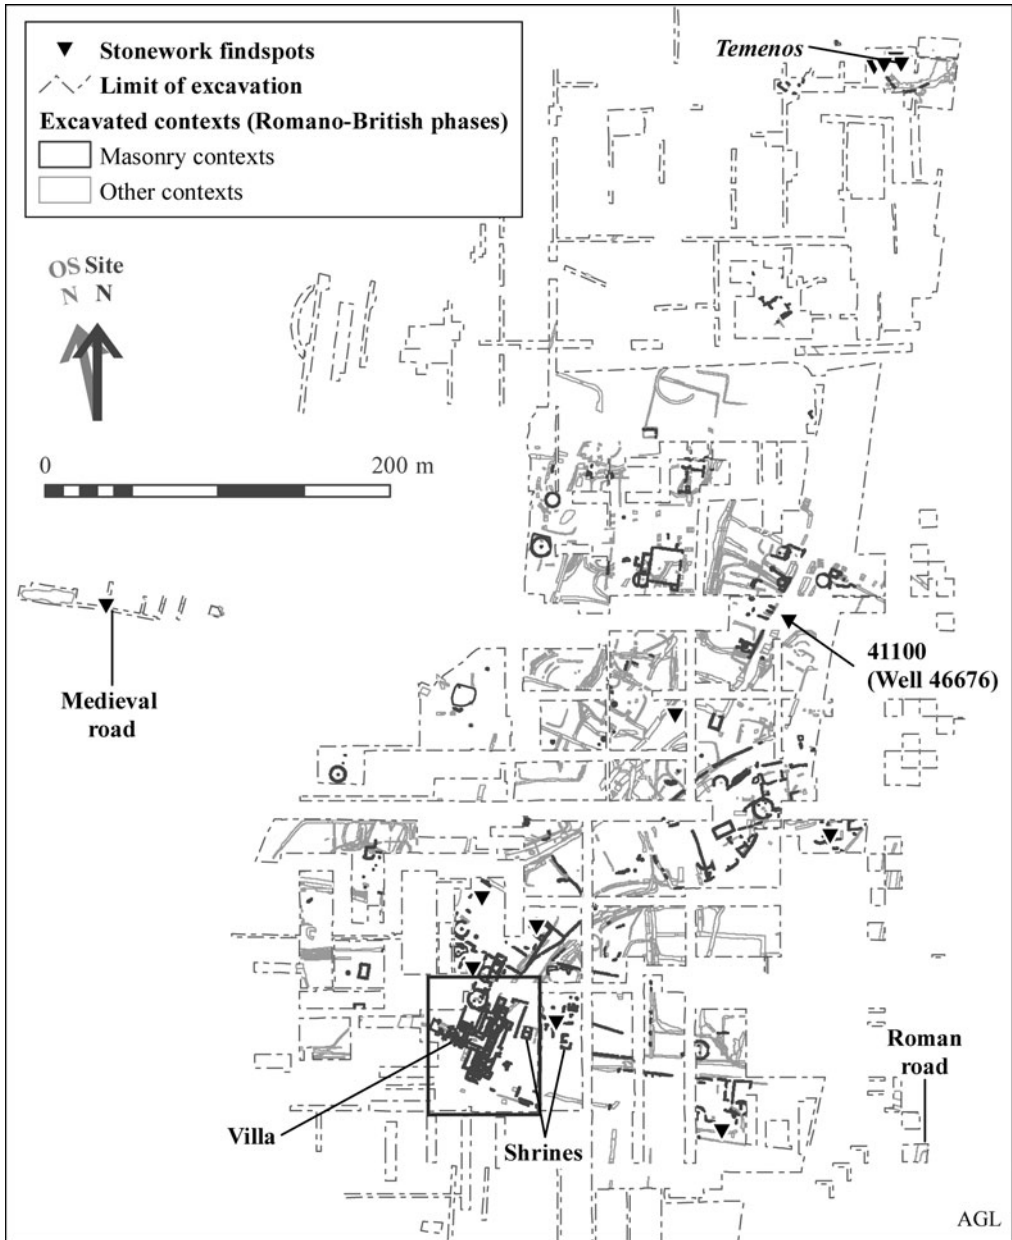 Stonework findspots
Limit of excavation
Excavated contexts (Romano-British phases)
Masonry contexts
Other contexts
Temenos
OS Site
N N
0 200 m
41100
(Well 46676)
Medieval
road
Roman
road
Villa
Shrines
AGL